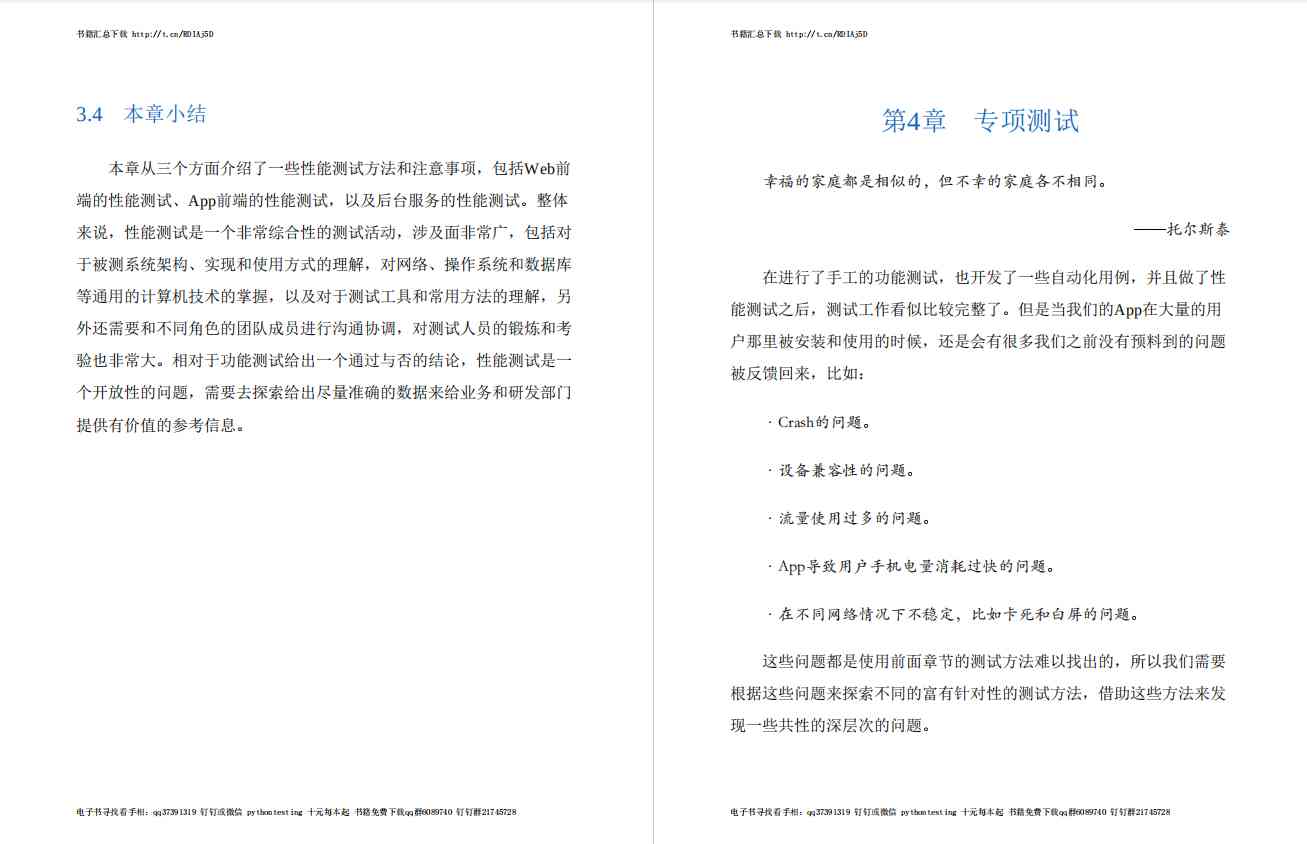 书籍汇总下载 http://t.cn/RDIAj5D
3.4 本章小结
本章从三个方面介绍了一些性能测试方法和注意事项，包括Web前
端的性能测试、App前端的性能测试，以及后台服务的性能测试。整体
来说，性能测试是一个非常综合性的测试活动，涉及面非常广，包括对
于被测系统架构、实现和使用方式的理解，对网络、操作系统和数据库
等通用的计算机技术的掌握，以及对于测试工具和常用方法的理解，另
外还需要和不同角色的团队成员进行沟通协调，对测试人员的锻炼和考
验也非常大。相对于功能测试给出一个通过与否的结论，性能测试是一
个开放性的问题，需要去探索给出尽量准确的数据来给业务和研发部门
提供有价值的参考信息。
电子书寻找看手相：qq37391319 钉钉或微信 pythontesting 十元每本起 书籍免费下载qq群6089740 钉钉群21745728
书籍汇总下载 http://t.cn/RDIAj5D
第4章 专项测试
幸福的家庭都是相似的，但不幸的家庭各不相同。
——托尔斯泰
在进行了手工的功能测试，也开发了一些自动化用例，并且做了性
能测试之后，测试工作看似比较完整了。但是当我们的App在大量的用
户那里被安装和使用的时候，还是会有很多我们之前没有预料到的问题
被反馈回来，比如：
· Crash的问题。
· 设备兼容性的问题。
· 流量使用过多的问题。
· App导致用户手机电量消耗过快的问题。
· 在不同网络情况下不稳定，比如卡死和白屏的问题。
这些问题都是使用前面章节的测试方法难以找出的，所以我们需要
根据这些问题来探索不同的富有针对性的测试方法，借助这些方法来发
现一些共性的深层次的问题。
电子书寻找看手相：qq37391319 钉钉或微信 pythontesting 十元每本起 书籍免费下载qq群6089740 钉钉群21745728